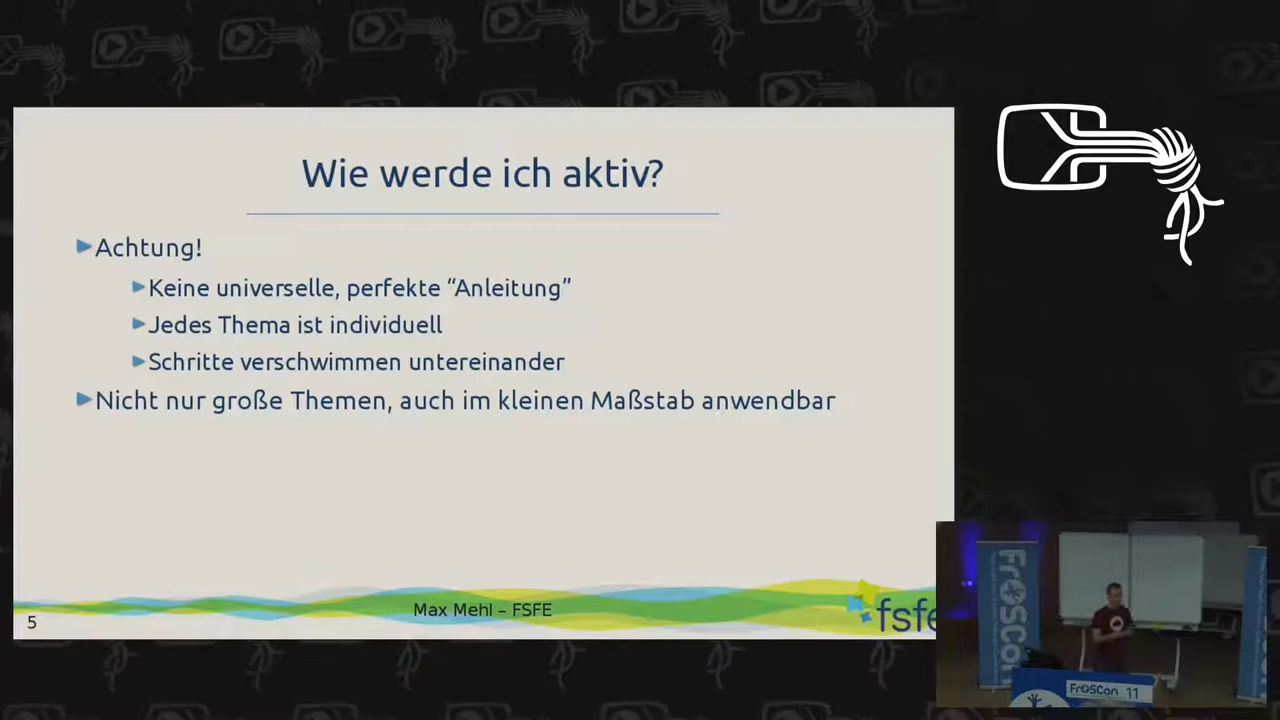 Wie werde ich aktiv?
Achtung!
Keine universelle, perfekte “Anleitung”
Jedes Thema ist individuell
Schritte verschwimmen untereinander
Nicht nur große Themen, auch im kleinen Maßstab anwendbar
Max Mehl – FSFE
5
fsfe
FrOSCon
FrOSCon 11